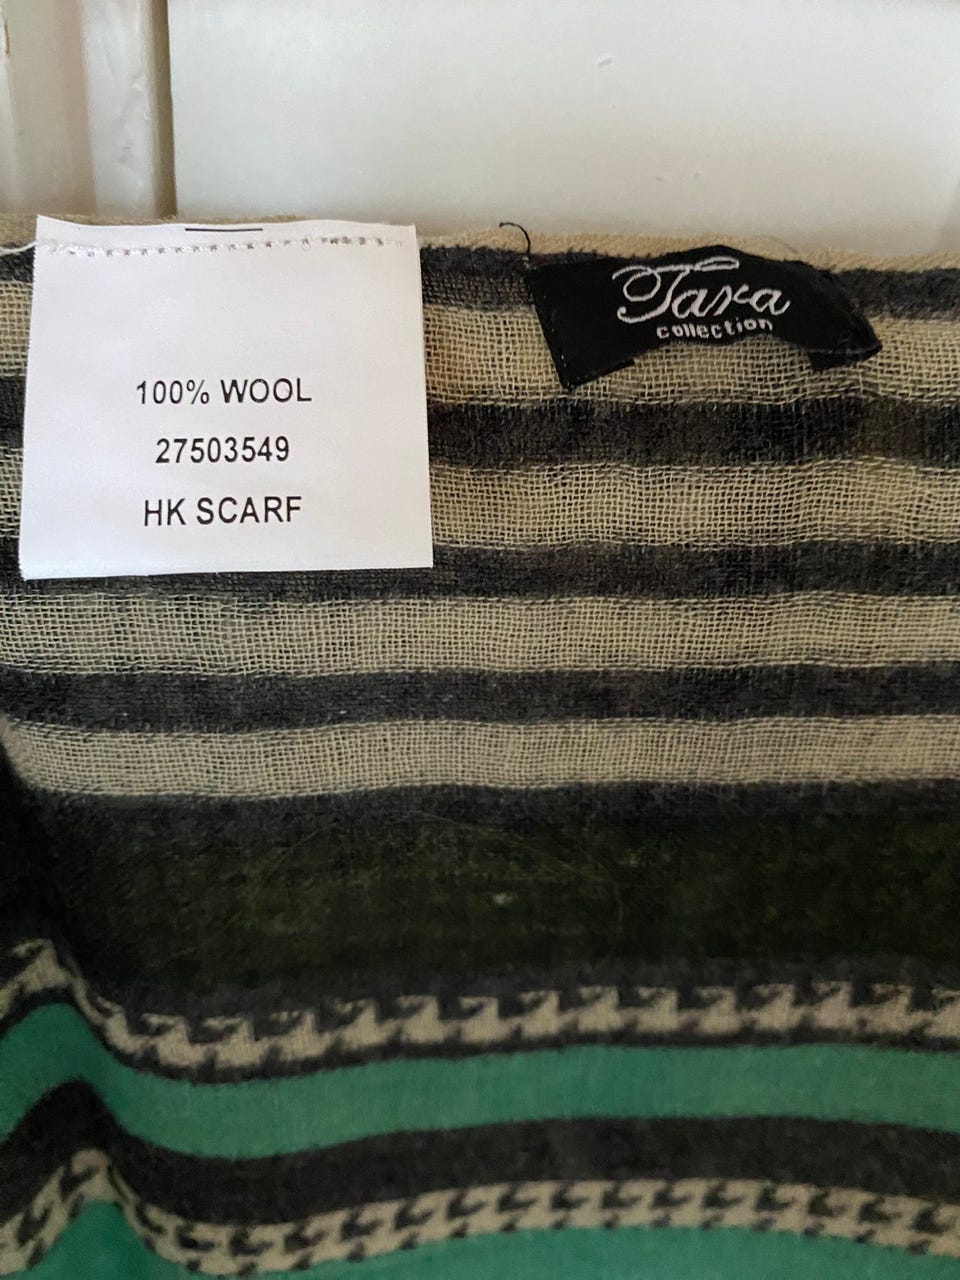 100% WOOL
27503549
HK SCARF
Tara
collection